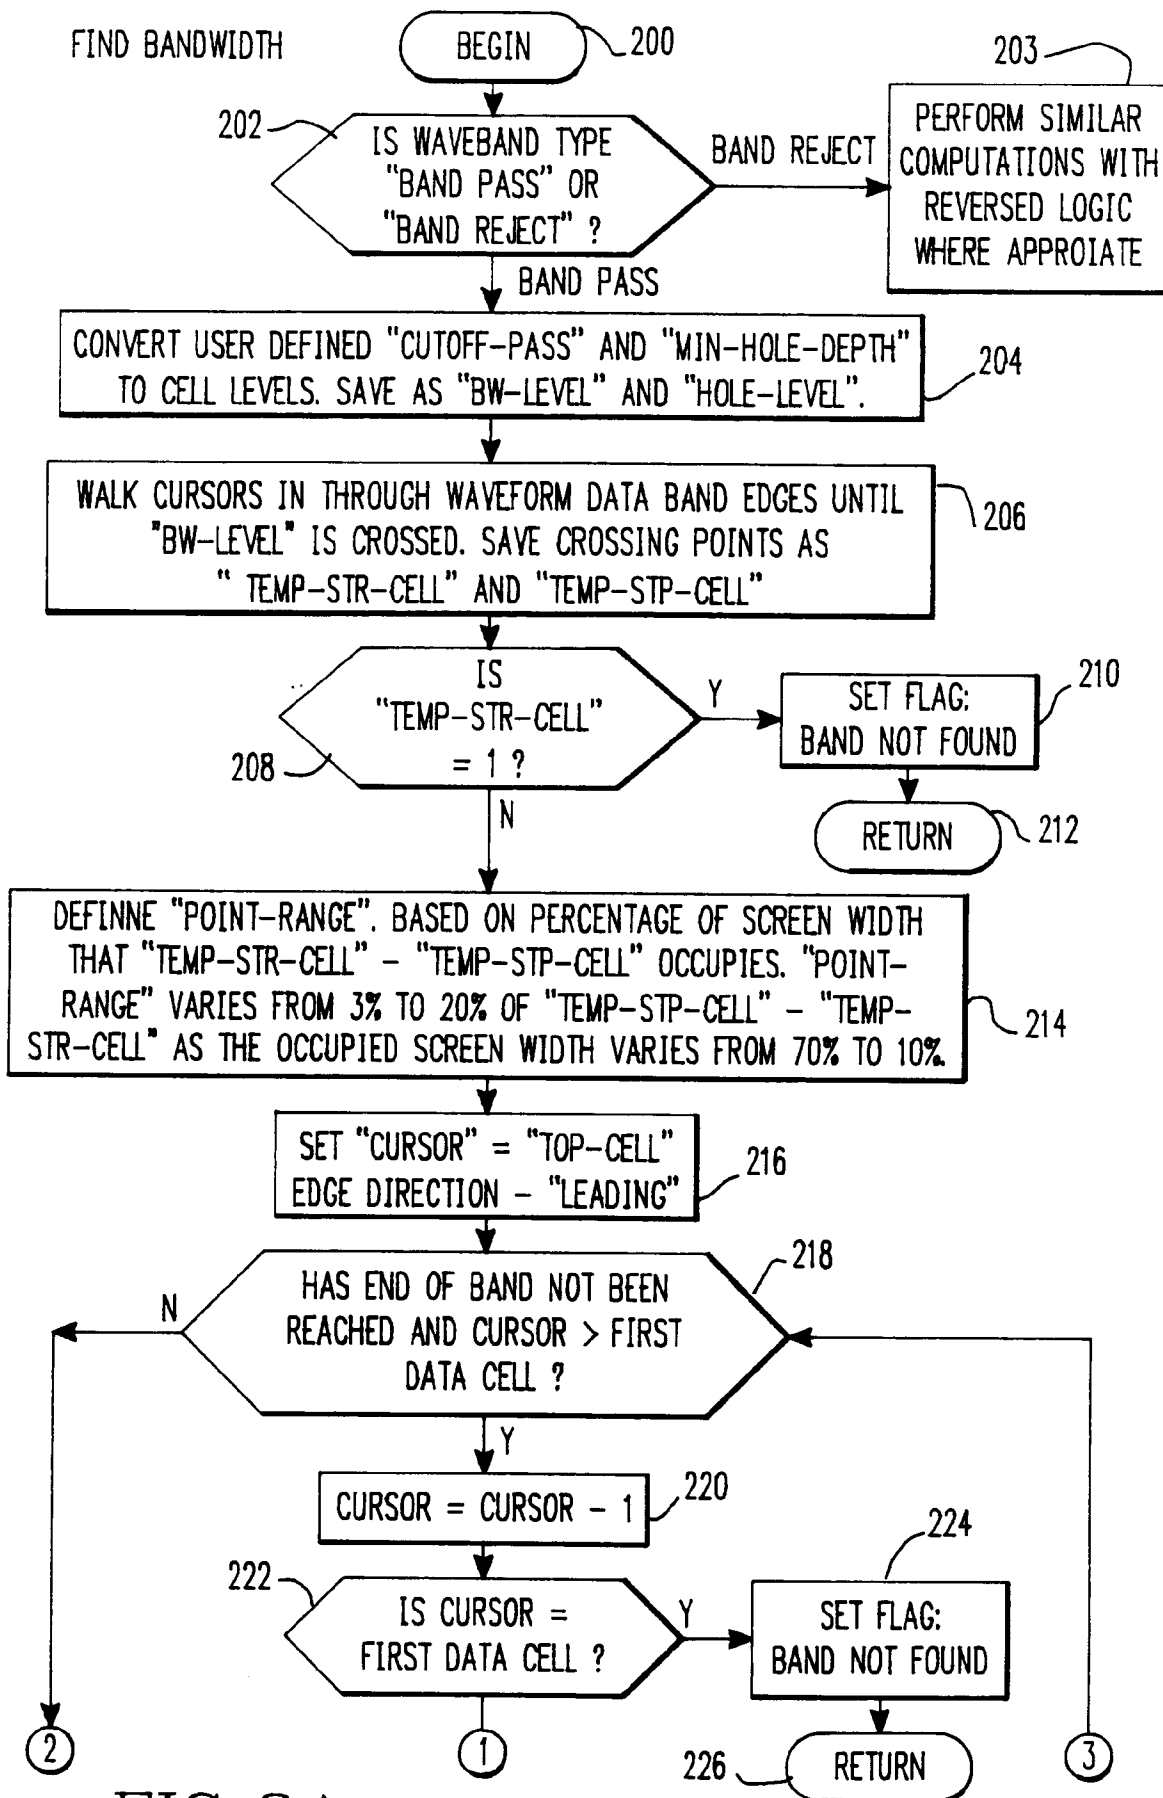 FIND BANDWIDTH
BEGIN
200
203
202
IS WAVEBAND TYPE
"BAND PASS" OR
"BAND REJECT" ?
BAND REJECT
PERFORM SIMILAR
COMPUTATIONS WITH
REVERSED LOGIC
WHERE APPROIATE
BAND PASS
CONVERT USER DEFINED "CUTOFF-PASS" AND "MIN-HOLE-DEPTH"
TO CELL LEVELS. SAVE AS "BW-LEVEL" AND "HOLE-LEVEL".
204
WALK CURSORS IN THROUGH WAVEFORM DATA BAND EDGES UNTIL
"BW-LEVEL" IS CROSSED. SAVE CROSSING POINTS AS
" TEMP-STR-CELL" AND "TEMP-STP-CELL"
206
IS
"TEMP-STR-CELL"
= 1 ?
208
Y
SET FLAG:
BAND NOT FOUND
210
N
RETURN
212
DEFINNE "POINT-RANGE". BASED ON PERCENTAGE OF SCREEN WIDTH
THAT "TEMP-STR-CELL" - "TEMP-STP-CELL" OCCUPIES. "POINT-
RANGE" VARIES FROM 3% TO 20% OF "TEMP-STP-CELL" - "TEMP-
STR-CELL" AS THE OCCUPIED SCREEN WIDTH VARIES FROM 70% TO 10%.
214
SET "CURSOR" = "TOP-CELL"
EDGE DIRECTION - "LEADING"
216
HAS END OF BAND NOT BEEN
REACHED AND CURSOR > FIRST
DATA CELL ?
218
N
Y
CURSOR = CURSOR - 1
220
222
IS CURSOR =
FIRST DATA CELL ?
Y
SET FLAG:
BAND NOT FOUND
224
2
1
226
RETURN
3